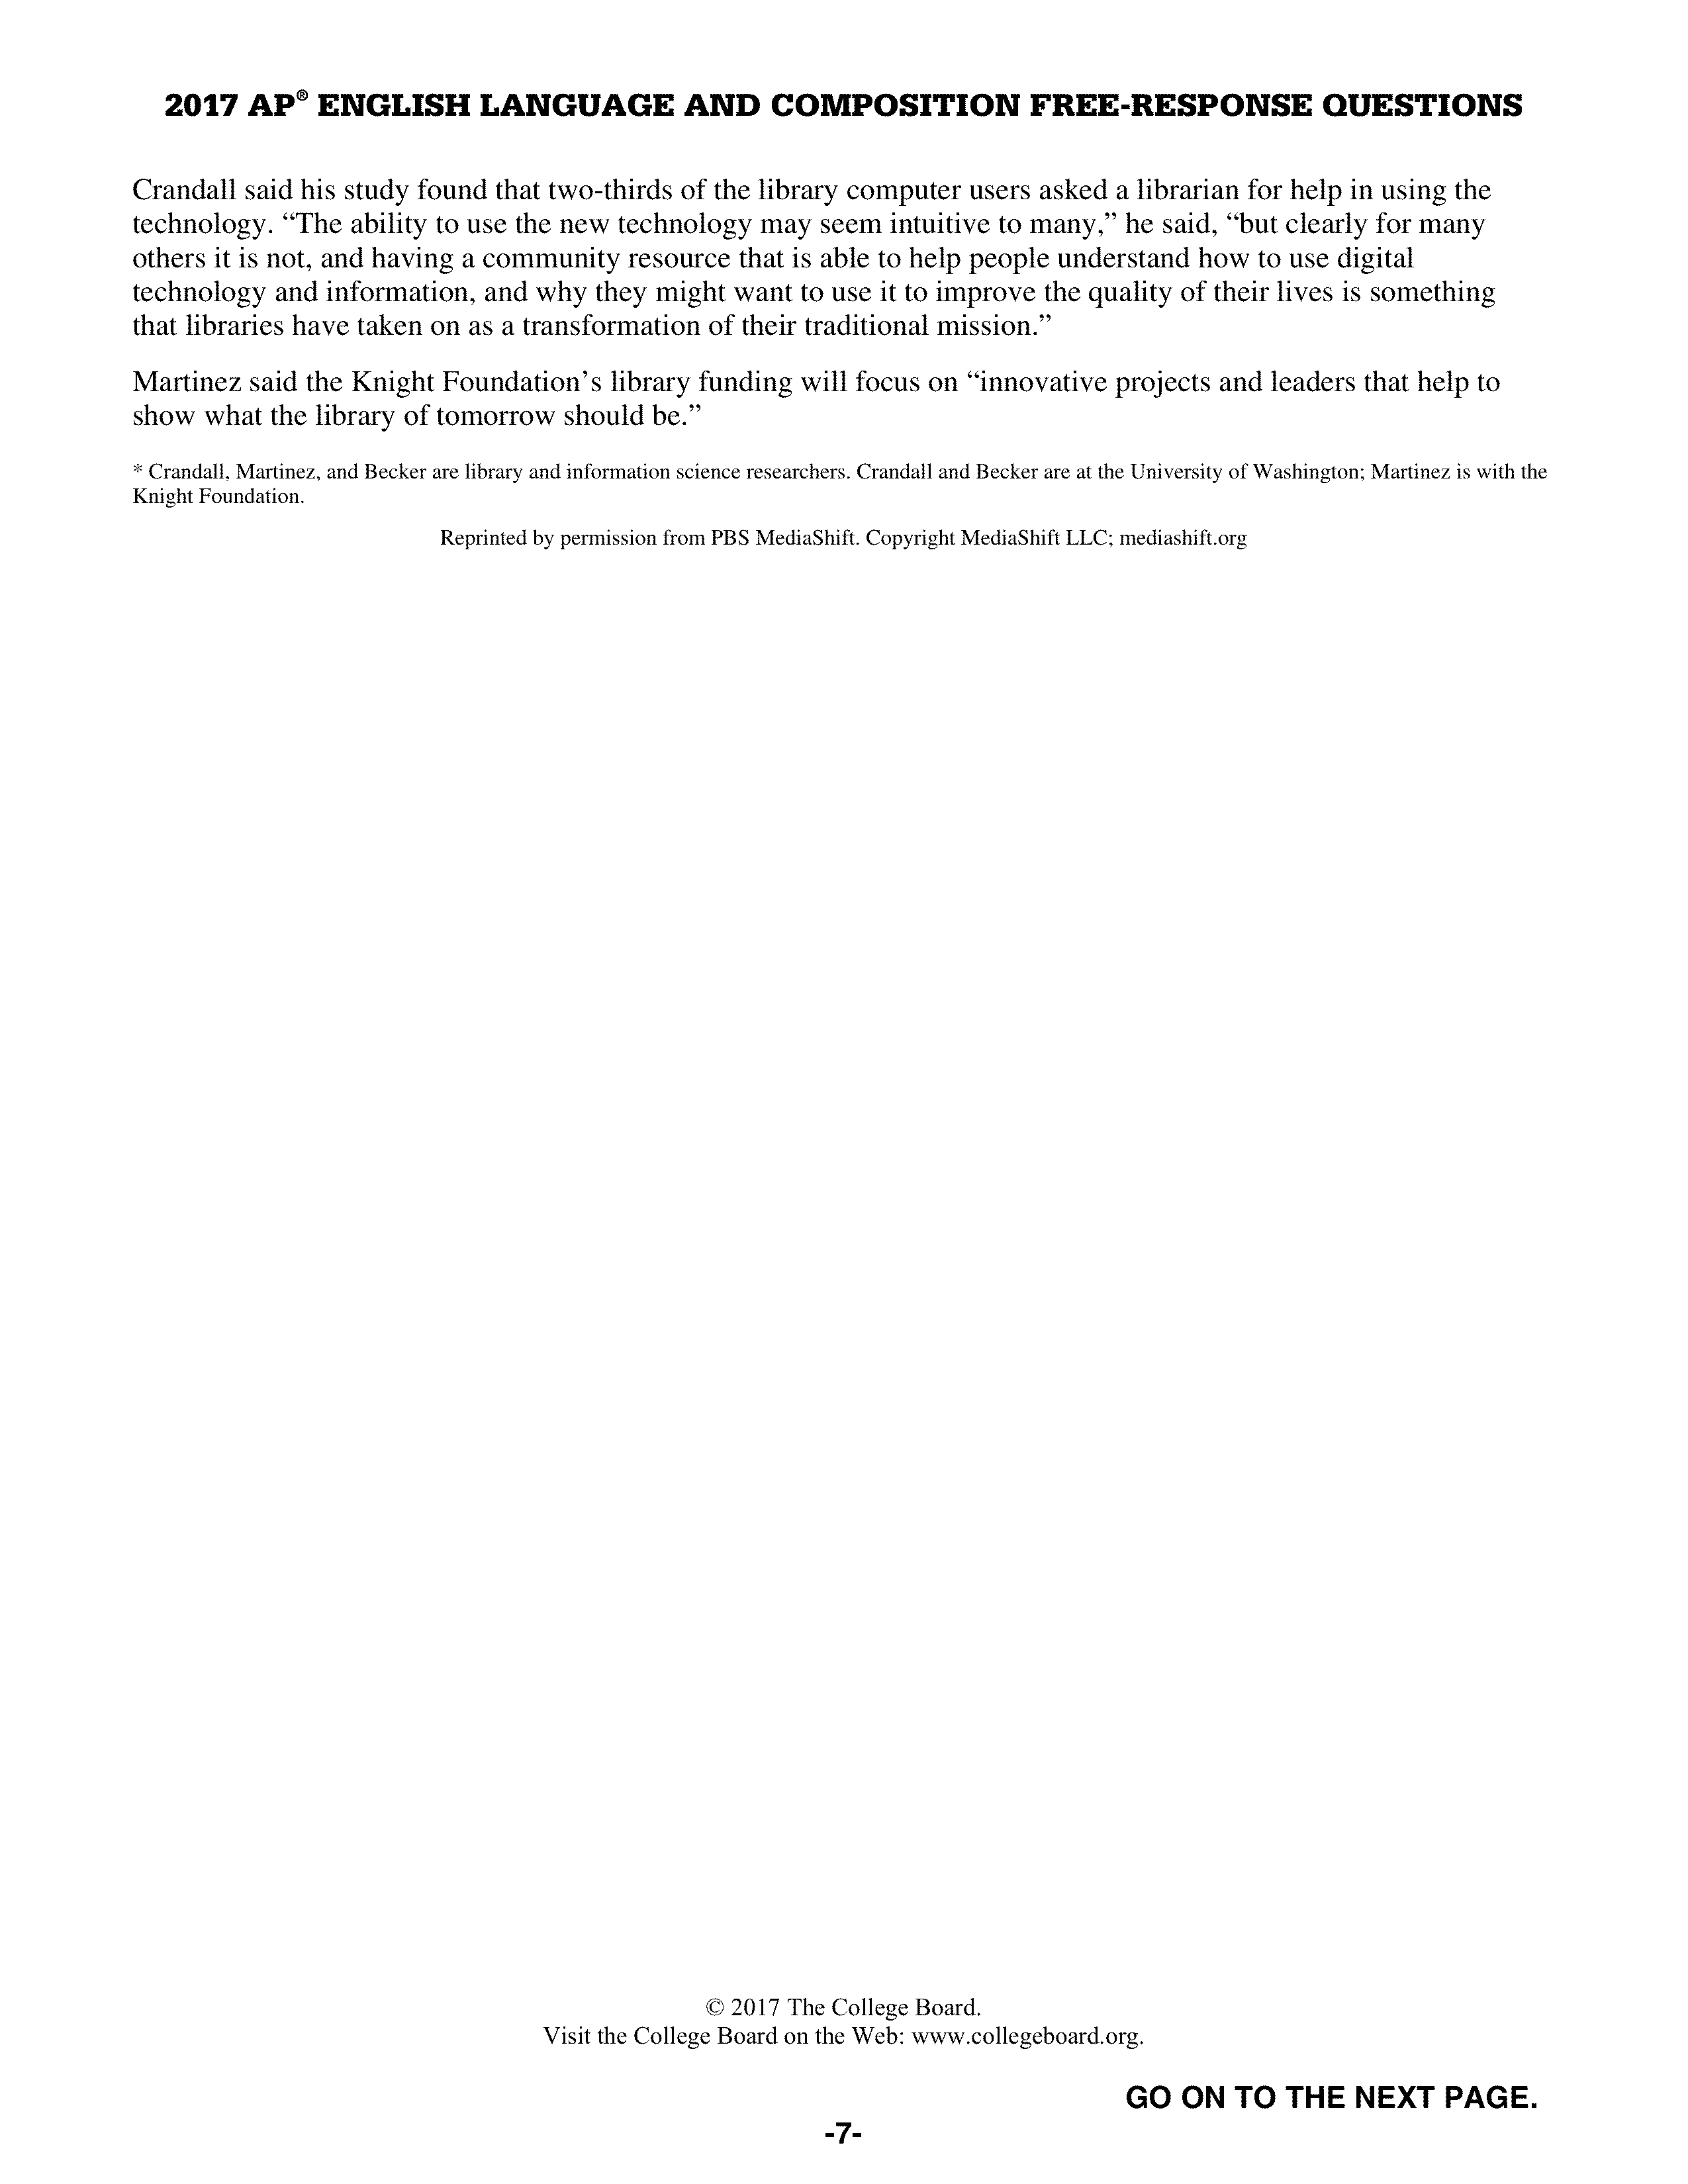 2017 AP® ENGLISH LANGUAGE AND COMPOSITION FREE-RESPONSE QUESTIONS
Crandall said his study found that two-thirds of the library computer users asked a librarian for help in using the
technology. “The ability to use the new technology may seem intuitive to many,” he said, “but clearly for many
others it is not, and having a community resource that is able to help people understand how to use digital
technology and information, and why they might want to use it to improve the quality of their lives is something
that libraries have taken on as a transformation of their traditional mission.”
Martinez said the Knight Foundation’s library funding will focus on “innovative projects and leaders that help to
show what the library of tomorrow should be.”
* Crandall, Martinez, and Becker are library and information science researchers. Crandall and Becker are at the University of Washington; Martinez is with the
Knight Foundation.
Reprinted by permission from PBS MediaShift. Copyright MediaShift LLC; mediashift.org
© 2017 The College Board.
Visit the College Board on the Web: www.collegeboard.org.
GO ON TO THE NEXT PAGE.
-7-